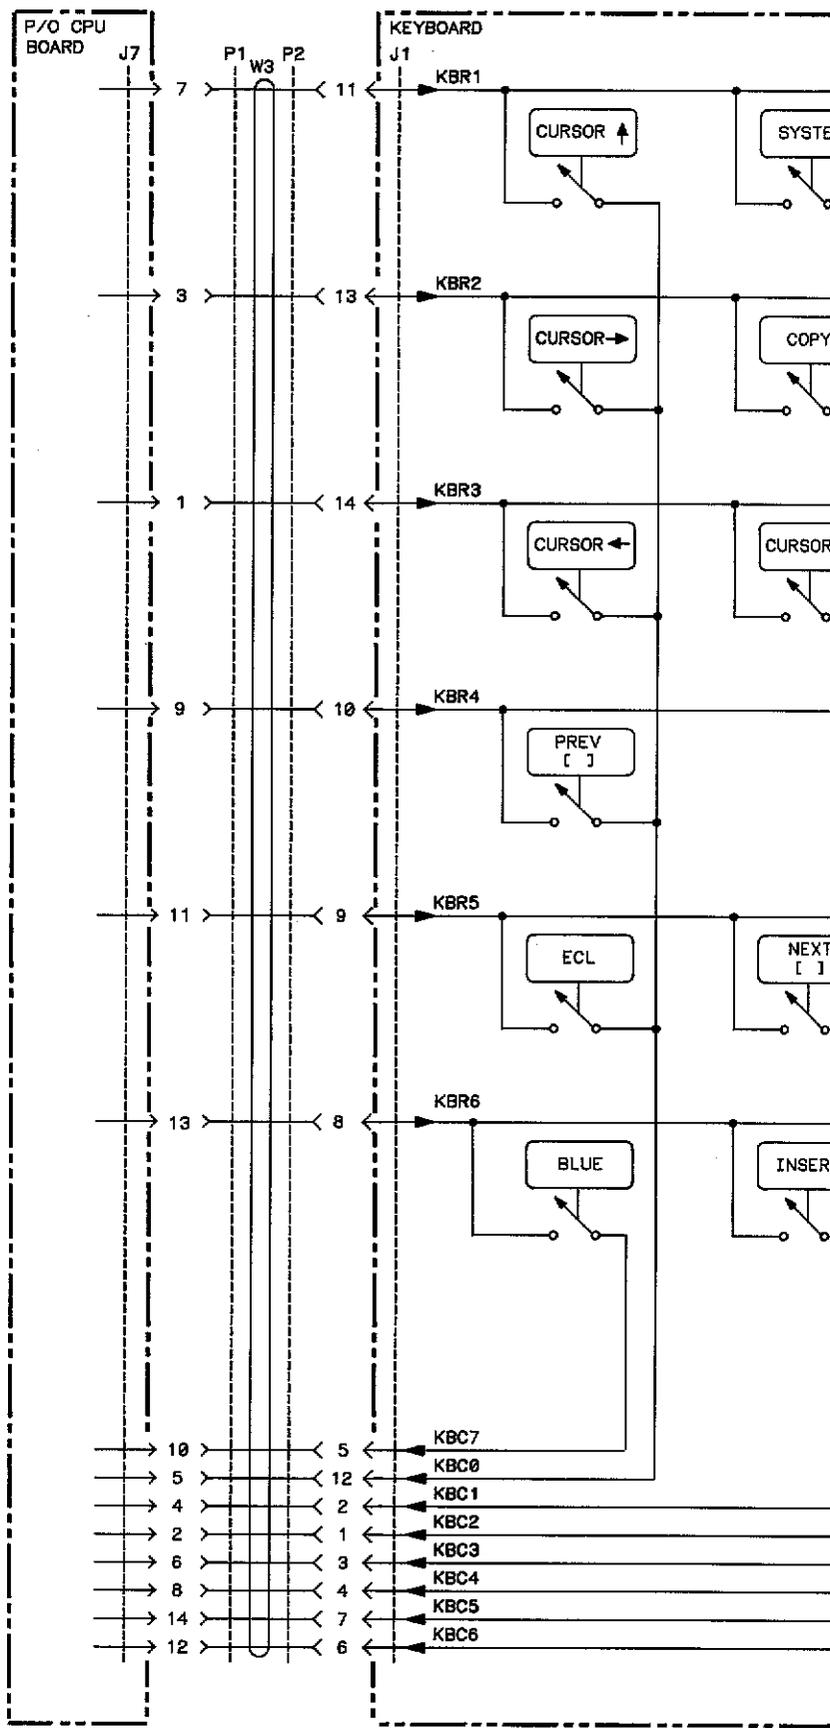 P/O CPU
BOARD
J7
P1
W3
P2
KEYBOARD
J1
7
11
KBR1
CURSOR ↑
SYSTE
3
13
KBR2
CURSOR→
COPY
1
14
KBR3
CURSOR←
CURSOR
9
10
KBR4
PREV
[ ]
11
9
KBR5
ECL
NEXT
[ ]
13
8
KBR6
BLUE
INSER
10
5
KBC7
5
12
KBC0
4
2
KBC1
2
1
KBC2
6
3
KBC3
8
4
KBC4
14
7
KBC5
12
6
KBC6